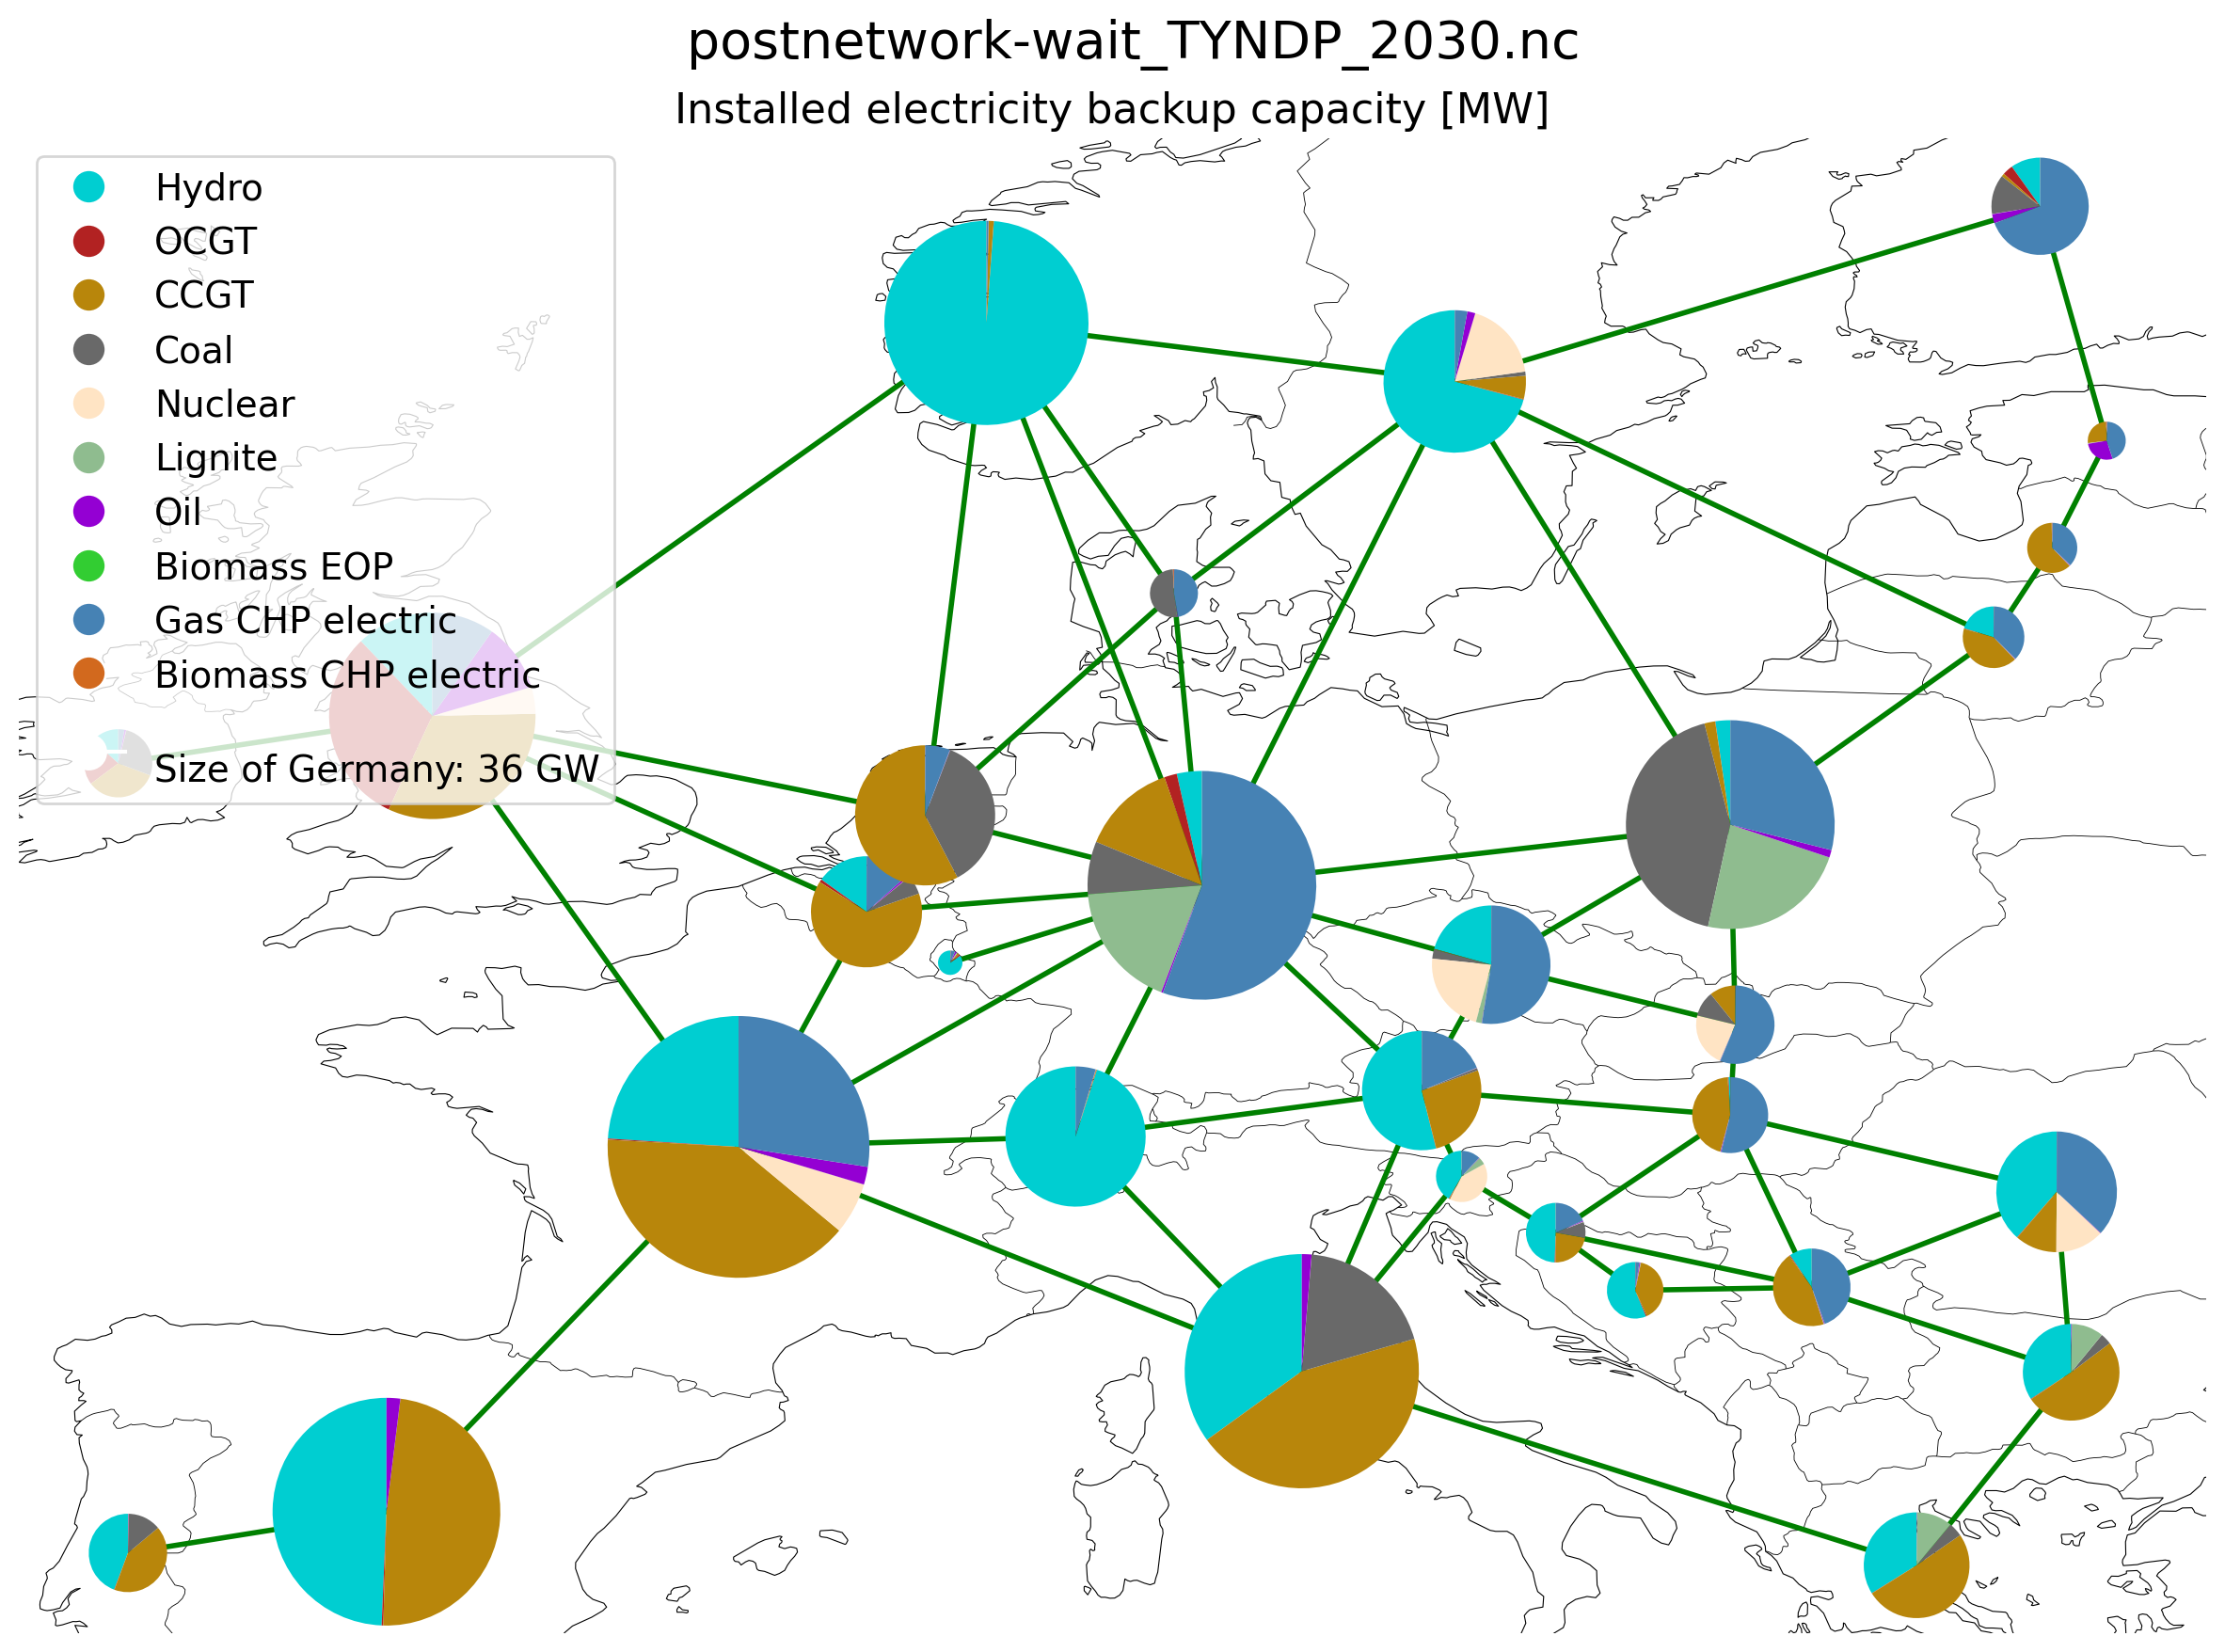 postnetwork-wait_TYNDP_2030.nc
Installed electricity backup capacity [MW]
Hydro
OCGT
CCGT
Coal
Nuclear
Lignite
Oil
Biomass EOP
Gas CHP electric
Biomass CHP electric
Size of Germany: 36 GW